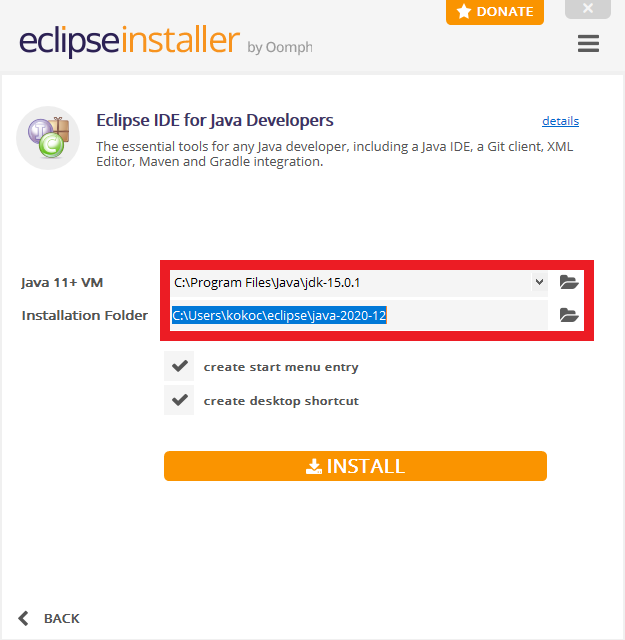 DONATE
eclipseinstaller by Oomph
Eclipse IDE for Java Developers
details
The essential tools for any Java developer, including a Java IDE, a Git client, XML
Editor, Maven and Gradle integration.
Java 11+ VM
C:\Program Files\Java\jdk-15.0.1
Installation Folder
C:\Users\kokoc\eclipse\java-2020-12
create start menu entry
create desktop shortcut
INSTALL
BACK